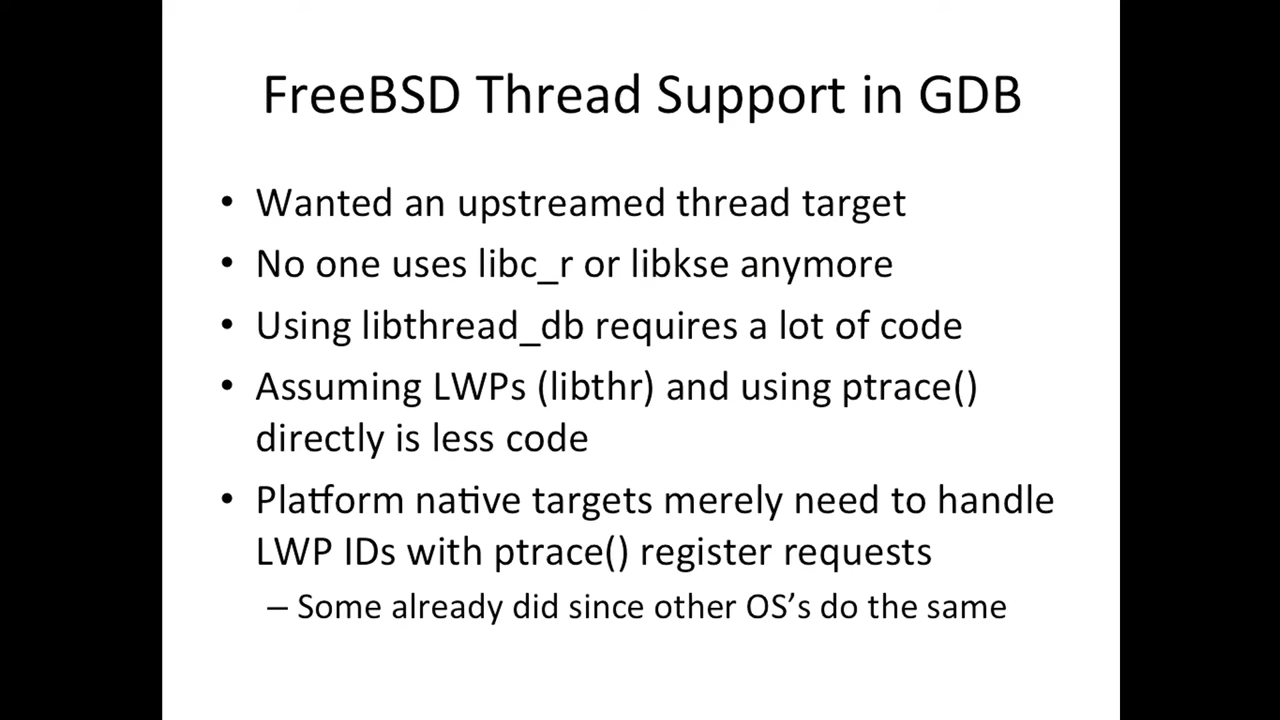 FreeBSD Thread Support in GDB
• Wanted an upstreamed thread target
• No one uses libc_r or libkse anymore
• Using libthread_db requires a lot of code
• Assuming LWPs (libthr) and using ptrace()
directly is less code
• Platform native targets merely need to handle
LWP IDs with ptrace() register requests
– Some already did since other OS’s do the same